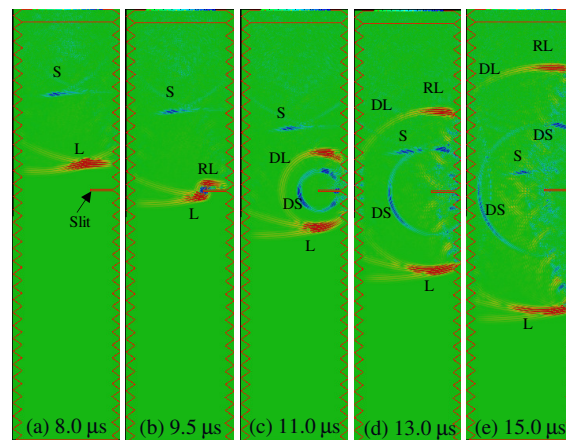 S
L
Slit
(a) 8.0 µs
S
RL
L
(b) 9.5 µs
S
DL
DS
L
(c) 11.0 µs
DL
RL
S
DS
L
(d) 13.0 µs
RL
DL
DS
S
DS
L
(e) 15.0 µs